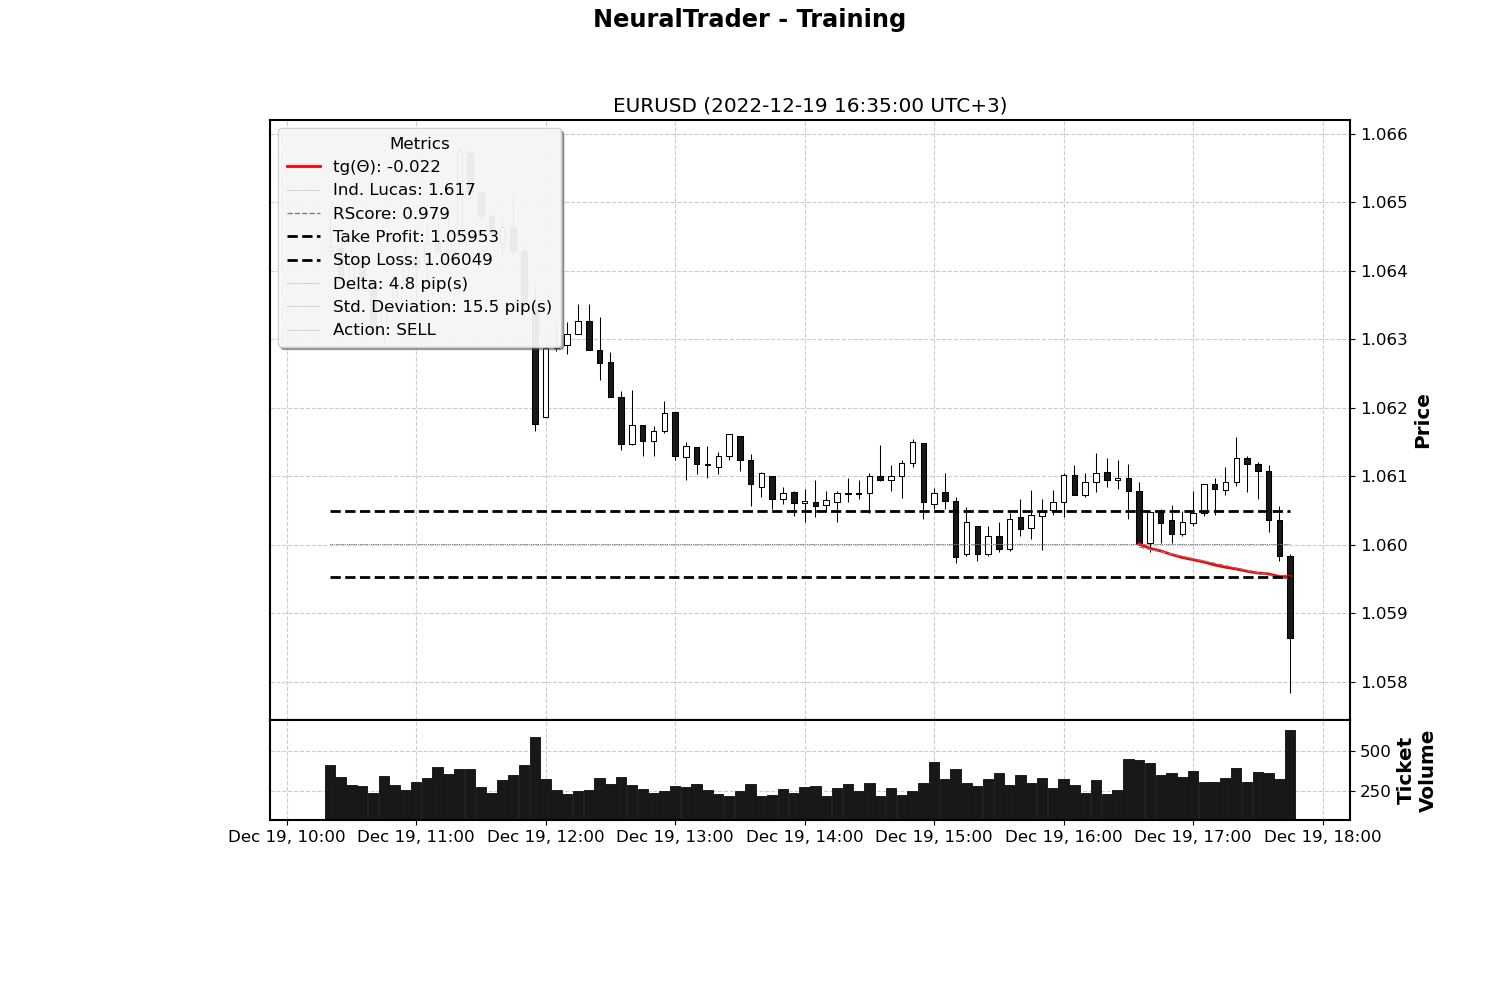 NeuralTrader - Training
EURUSD (2022-12-19 16:35:00 UTC+3)
Metrics
tg(Θ): -0.022
Ind. Lucas: 1.617
RScore: 0.979
Take Profit: 1.05953
Stop Loss: 1.06049
Delta: 4.8 pip(s)
Std. Deviation: 15.5 pip(s)
Action: SELL
1.066
1.065
1.064
1.063
1.062
1.061
1.060
1.059
1.058
Price
500
250
Ticket
Volume
Dec 19, 10:00 Dec 19, 11:00 Dec 19, 12:00 Dec 19, 13:00 Dec 19, 14:00 Dec 19, 15:00 Dec 19, 16:00 Dec 19, 17:00 Dec 19, 18:00